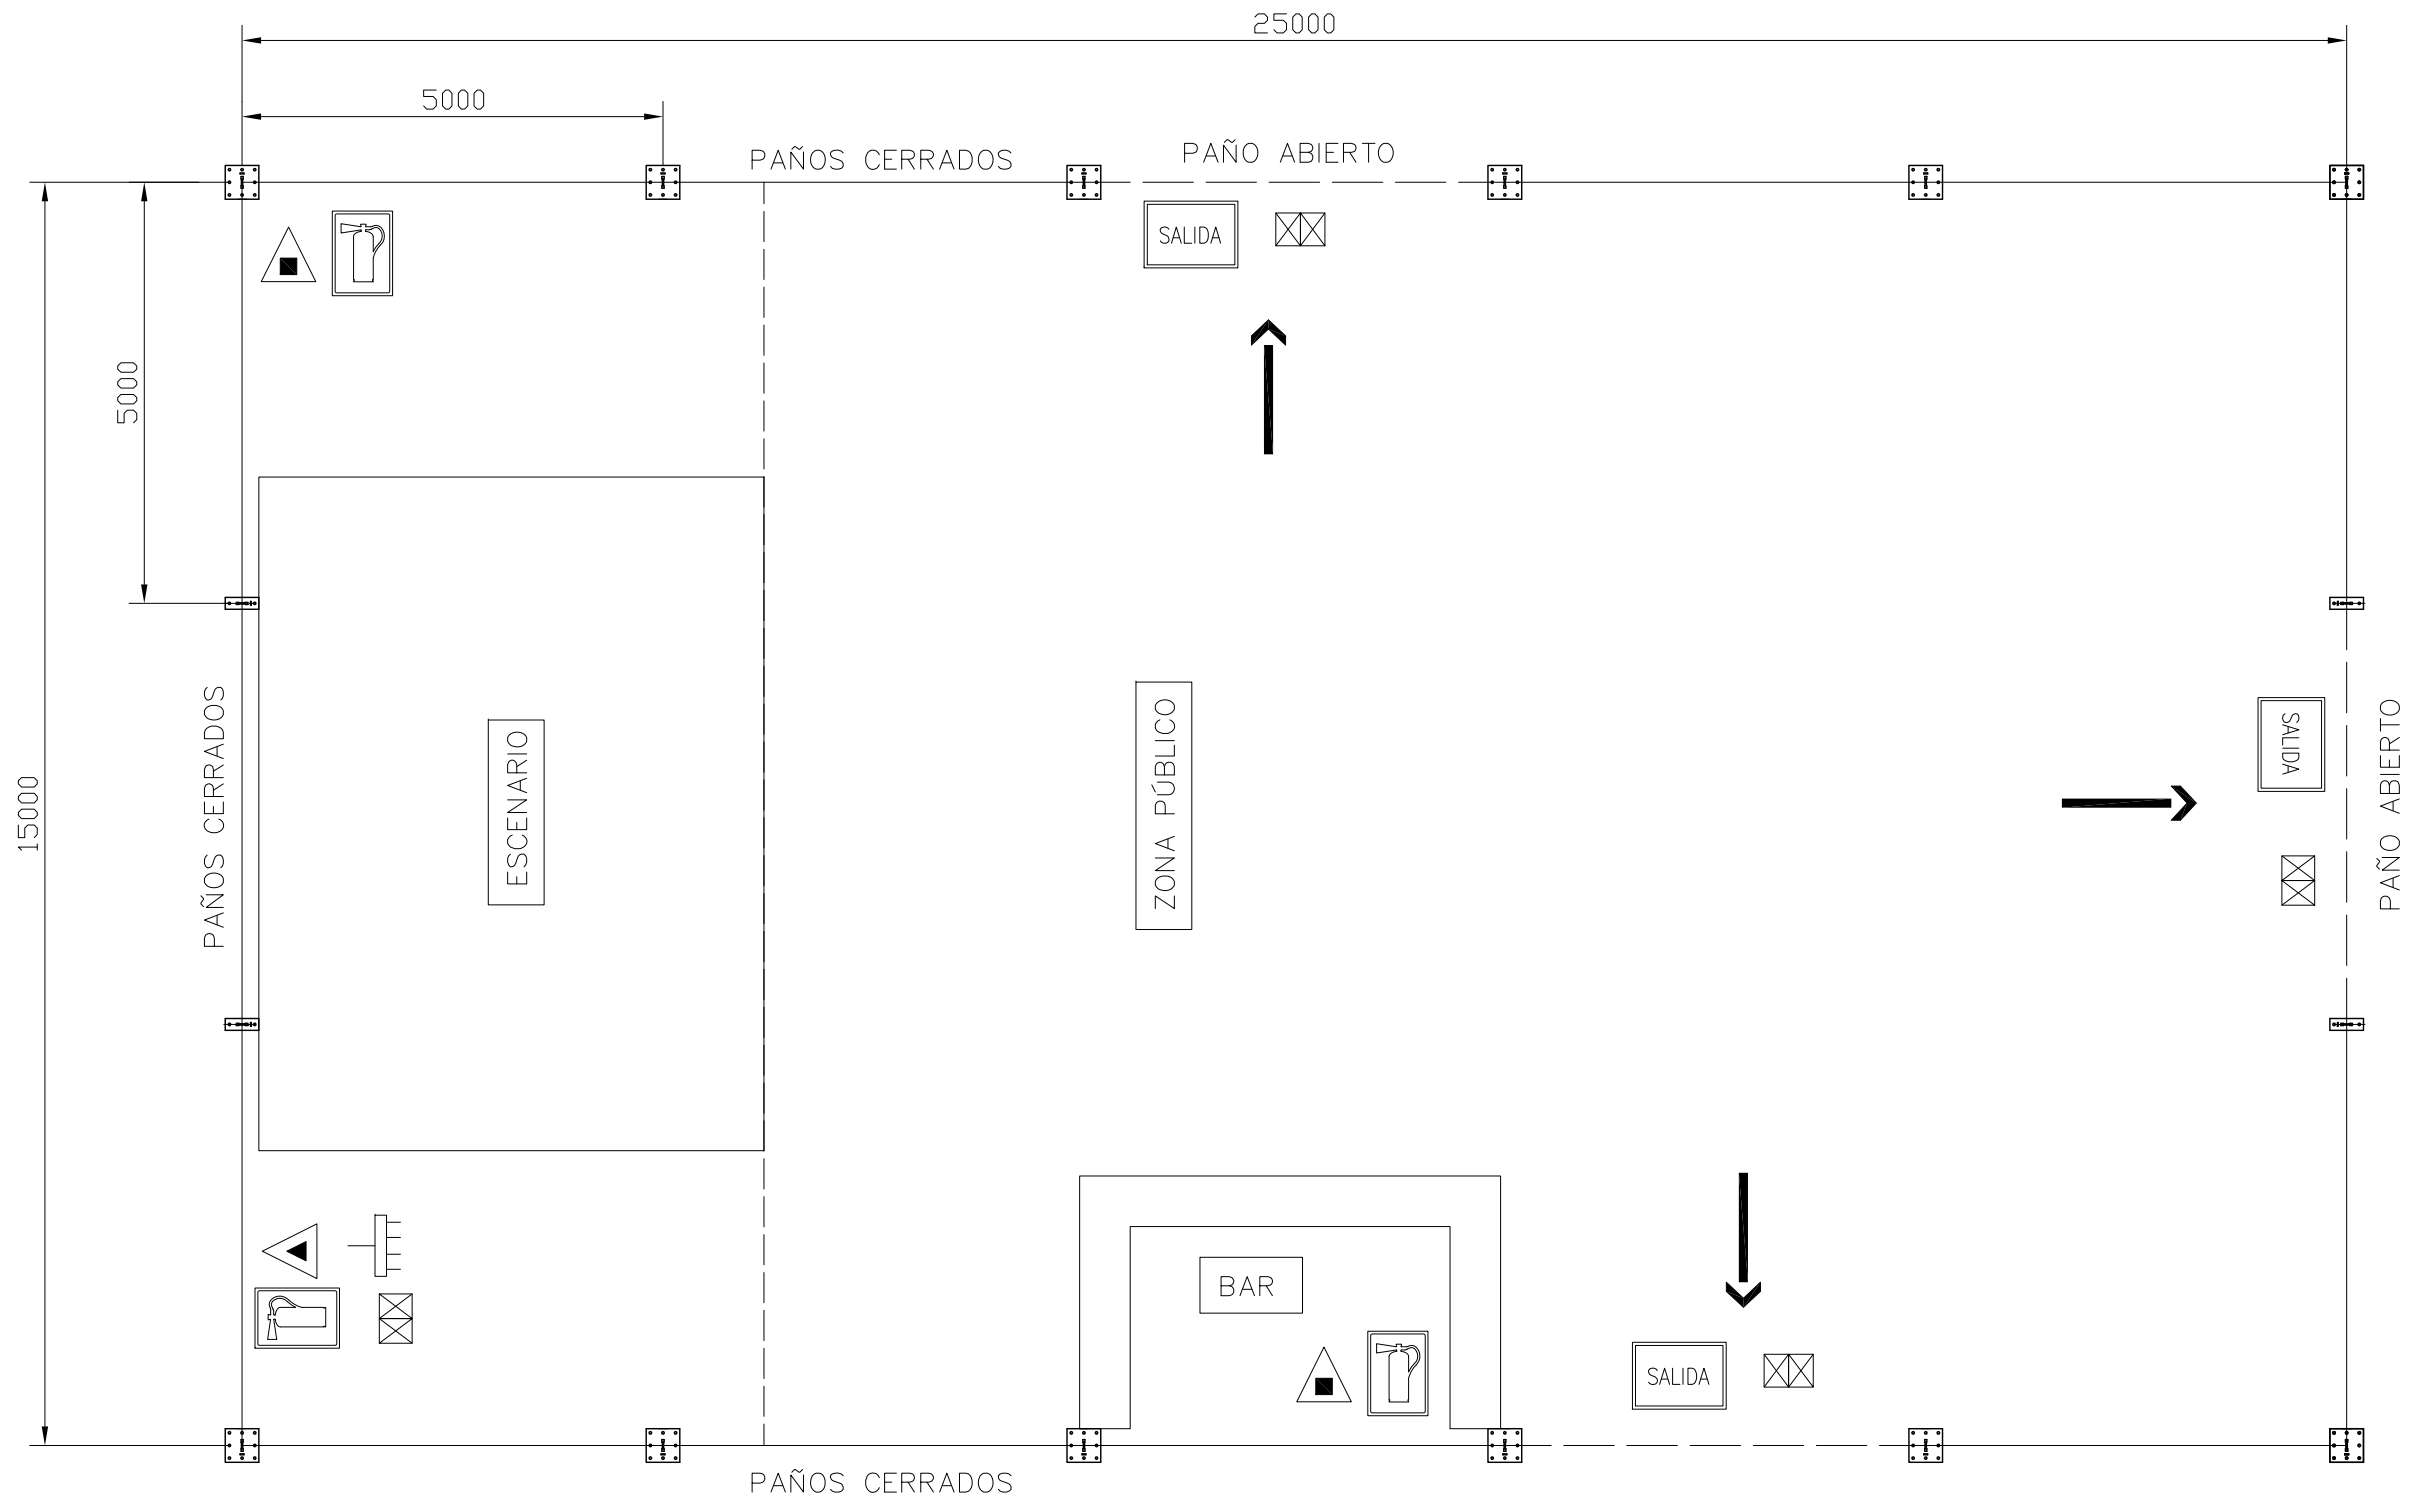 25000
5000
PAÑOS CERRADOS
PAÑO ABIERTO
SALIDA
5000
15000
PAÑOS CERRADOS
ESCENARIO
ZONA PÚBLICO
SALIDA
PAÑO ABIERTO
BAR
SALIDA
PAÑOS CERRADOS